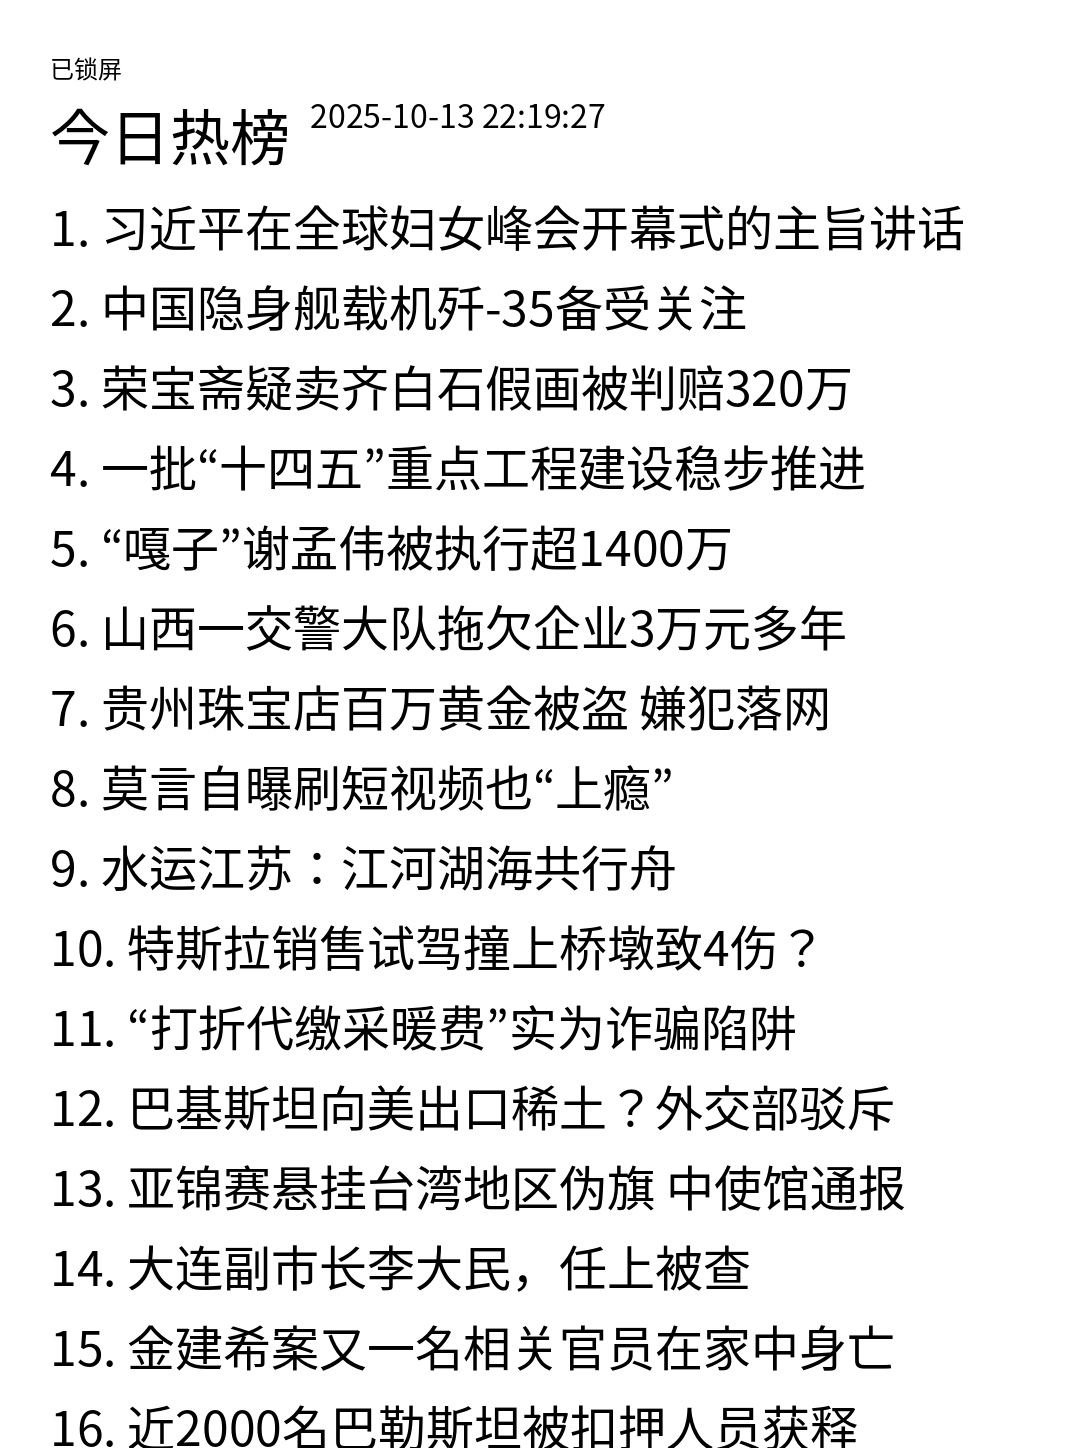 已锁屏
今日热榜 2025-10-13 22:19:27
1. 习近平在全球妇女峰会开幕式的主旨讲话
2. 中国隐身舰载机歼-35备受关注
3. 荣宝斋疑卖齐白石假画被判赔320万
4. 一批“十四五”重点工程建设稳步推进
5. “嘎子”谢孟伟被执行超1400万
6. 山西一交警大队拖欠企业3万元多年
7. 贵州珠宝店百万黄金被盗 嫌犯落网
8. 莫言自曝刷短视频也“上瘾”
9. 水运江苏：江河湖海共行舟
10. 特斯拉销售试驾撞上桥墩致4伤？
11. “打折代缴采暖费”实为诈骗陷阱
12. 巴基斯坦向美出口稀土？外交部驳斥
13. 亚锦赛悬挂台湾地区伪旗 中使馆通报
14. 大连副市长李大民，任上被查
15. 金建希案又一名相关官员在家中身亡
16. 近2000名巴勒斯坦被扣押人员获释